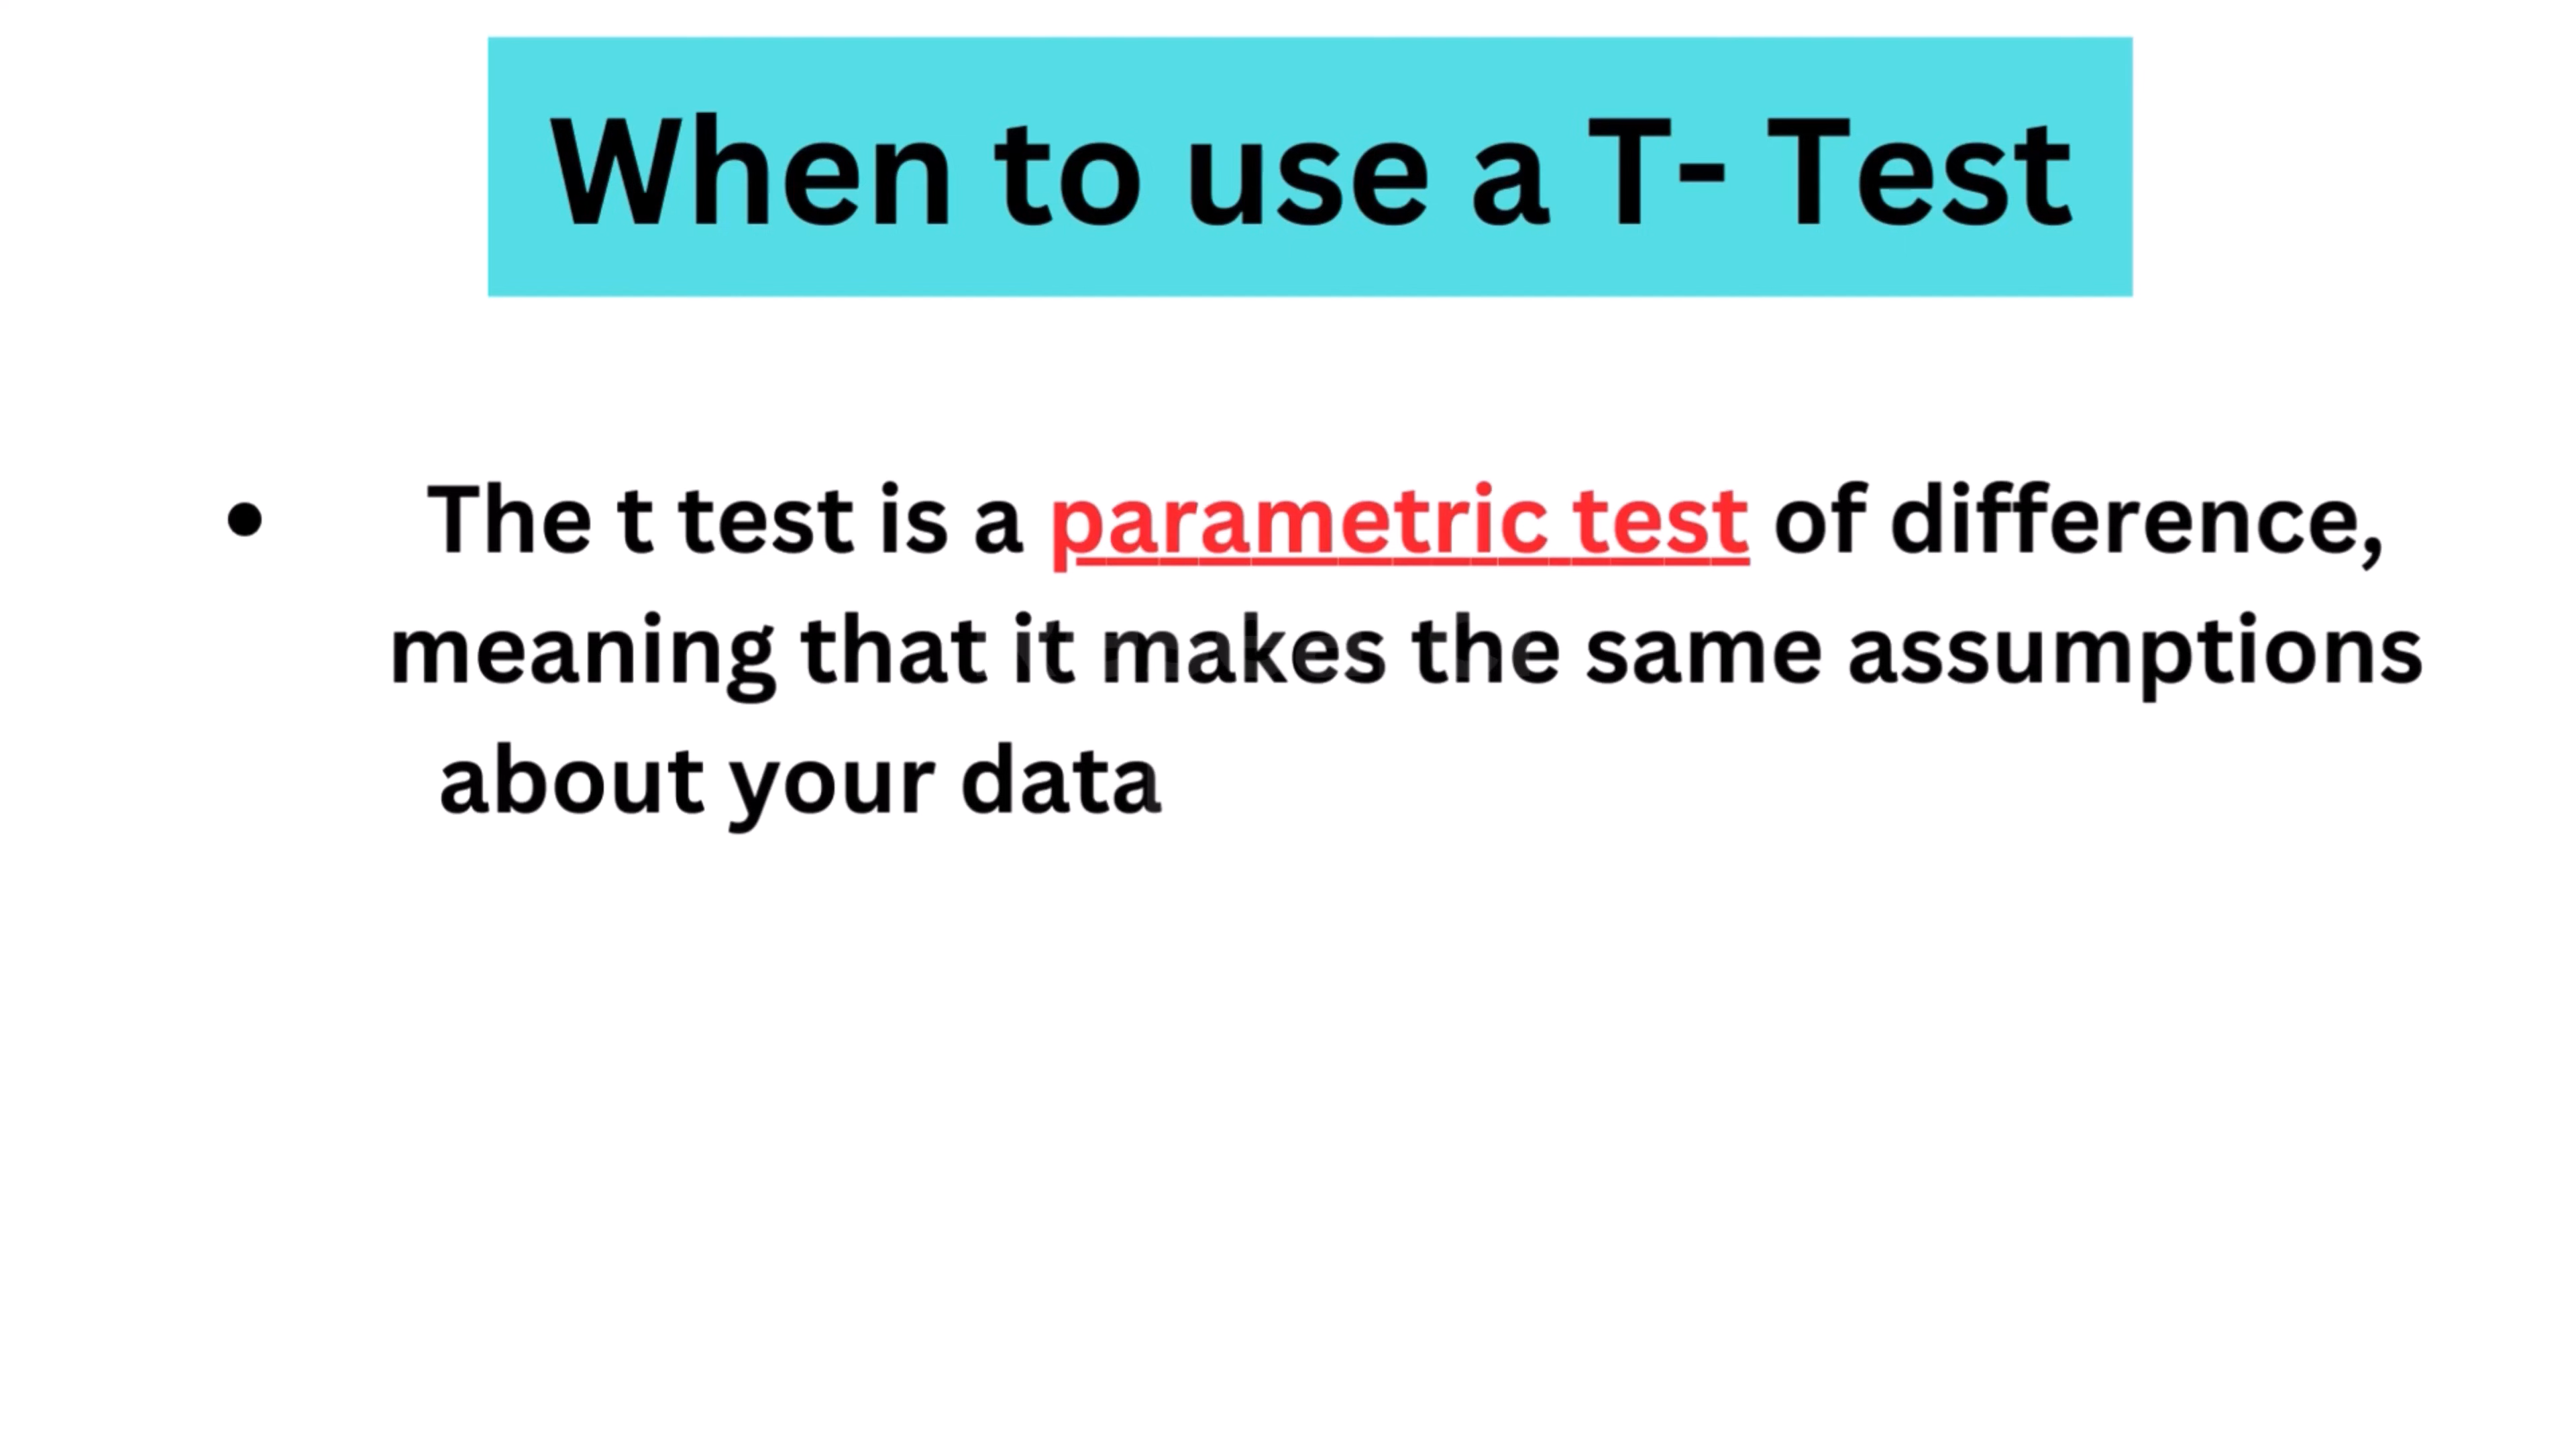 When to use a T- Test
• The t test is a parametric test of difference,
meaning that it makes the same assumptions
about your data